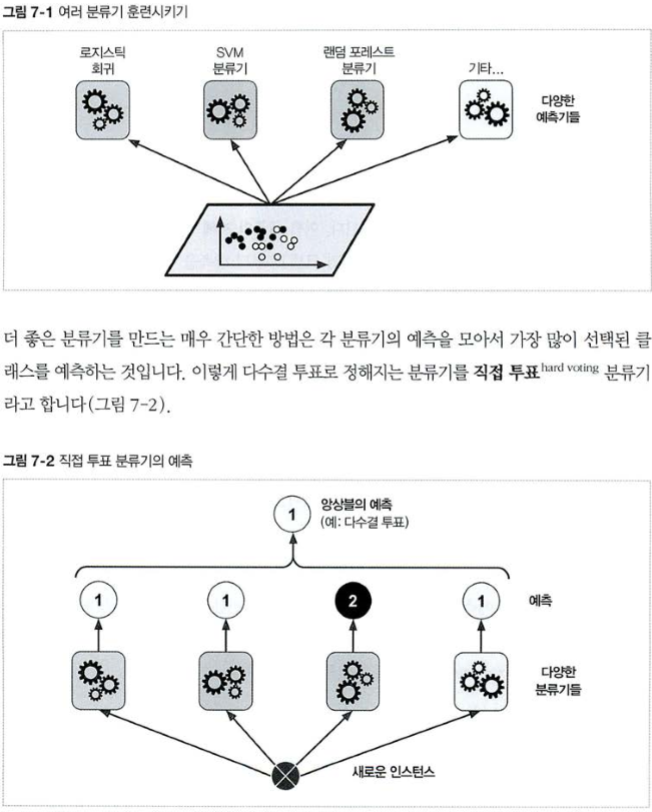 그림 7-1 여러 분류기 훈련시키기
로지스틱
회귀
SVM
분류기
랜덤 포레스트
분류기
기타...
다양한
예측기들
더 좋은 분류기를 만드는 매우 간단한 방법은 각 분류기의 예측을 모아서 가장 많이 선택된 클
래스를 예측하는 것입니다. 이렇게 다수결 투표로 정해지는 분류기를 직접 투표hard voting 분류기
라고 합니다(그림 7-2).
그림 7-2 직접 투표 분류기의 예측
1
앙상블의 예측
(예: 다수결 투표)
1 1 2 1 예측
다양한
분류기들
새로운 인스턴스